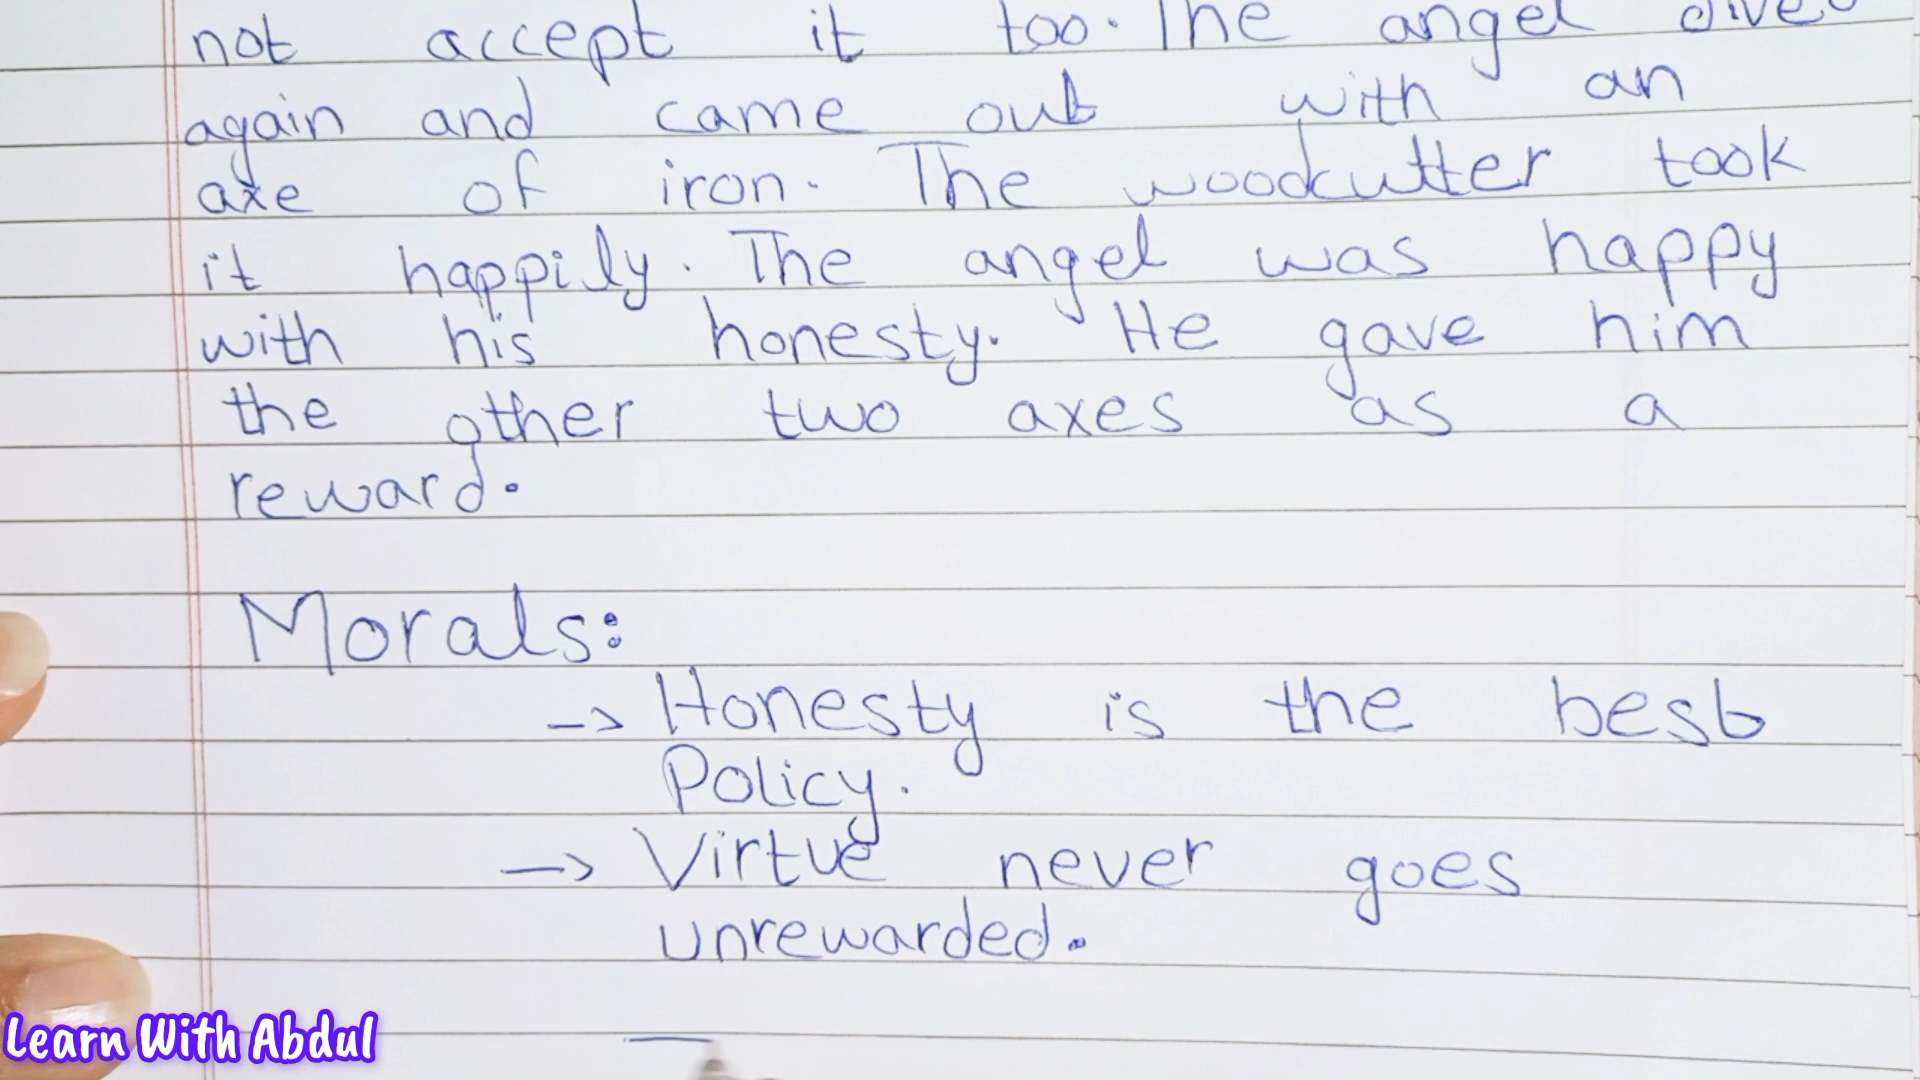 not accept it too. The angel dived
again and came out with an
axe of iron. The woodcutter took
it happily. The angel was happy
with his honesty. He gave him
the other two axes as a
reward.
Morals:
-> Honesty is the best
Policy.
-> Virtue never goes
unrewarded.
Learn With Abdul